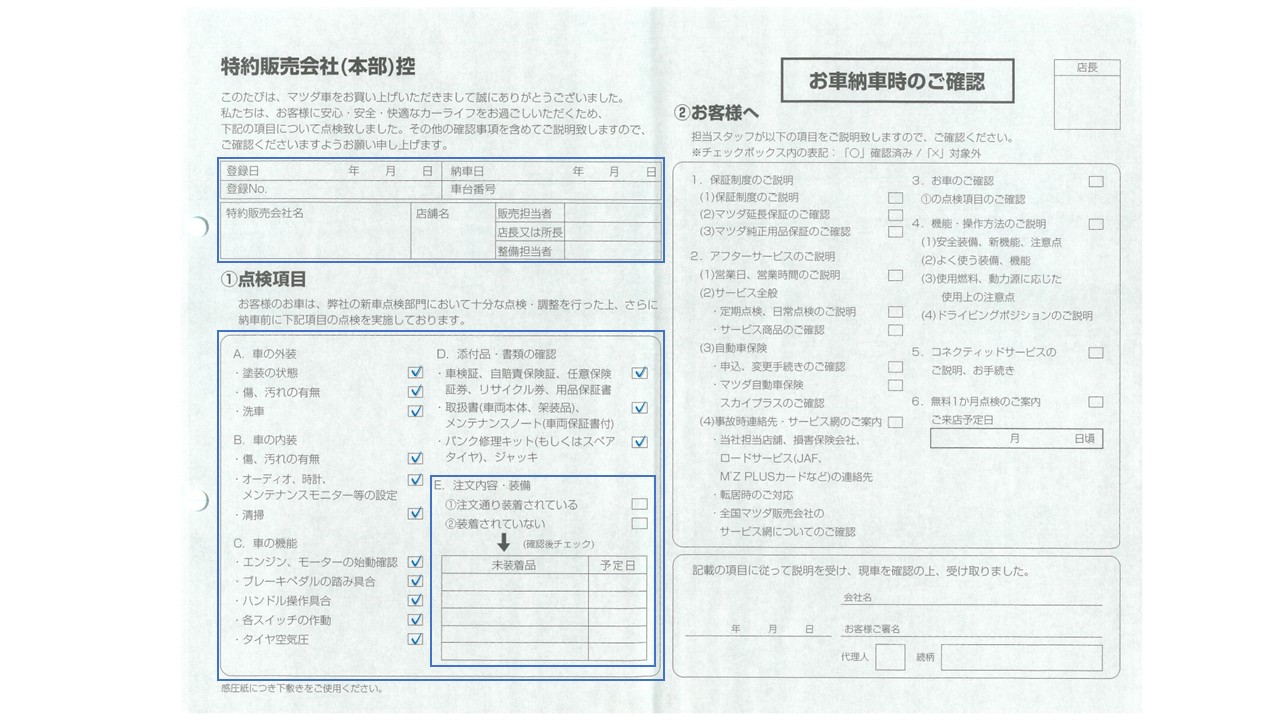 特約販売会社(本部)控
このたびは、マツダ車をお買い上げいただきまして誠にありがとうございました。
私たちは、お客様に安心・安全・快適なカーライフをお過ごしいただくため、
下記の項目について点検致しました。その他の確認事項を含めてご説明致しますので、
ご確認くださいますようお願い申し上げます。
登録日 年 月 日 納車日 年 月 日
登録No. 車台番号
特約販売会社名 店舗名 販売担当者
店長又は所長
整備担当者
①点検項目
お客様のお車は、弊社の新車点検部門において十分な点検・調整を行った上、さらに
納車前に下記項目の点検を実施しております。
A. 車の外装
・塗装の状態
・傷、汚れの有無
・洗車
B. 車の内装
・傷、汚れの有無
・オーディオ、時計、
メンテナンスモニター等の設定
・清掃
C. 車の機能
・エンジン、モーターの始動確認
・ブレーキペダルの踏み具合
・ハンドル操作具合
・各スイッチの作動
・タイヤ空気圧
D. 添付品・書類の確認
・車検証、自賠責保険証、任意保険
証券、リサイクル券、用品保証書
・取扱書(車両本体、架装品)、
メンテナンスノート(車両保証書付)
・パンク修理キット(もしくはスペア
タイヤ)、ジャッキ
E. 注文内容・装備
①注文通り装着されている
②装着されていない
(確認後チェック)
未装着品 予定日
感圧紙につき下敷きをご使用ください。
お車納車時のご確認
店長
②お客様へ
担当スタッフが以下の項目をご説明致しますので、ご確認ください。
※チェックボックス内の表記:「○」確認済み/「×」対象外
1. 保証制度のご説明
(1)保証制度のご説明
(2)マツダ延長保証のご確認
(3)マツダ純正用品保証のご確認
2. アフターサービスのご説明
(1)営業日、営業時間のご説明
(2)サービス全般
・定期点検、日常点検のご説明
・サービス商品のご確認
(3)自動車保険
・申込、変更手続きのご確認
・マツダ自動車保険
スカイプラスのご確認
(4)事故時連絡先・サービス網のご案内
・当社担当店舗、損害保険会社、
ロードサービス(JAF、
M'Z PLUSカードなど)の連絡先
・転居時のご対応
・全国マツダ販売会社の
サービス網についてのご確認
3. お車のご確認
①の点検項目のご確認
4. 機能・操作方法のご説明
(1)安全装備、新機能、注意点
(2)よく使う装備、機能
(3)使用燃料、動力源に応じた
使用上の注意点
(4)ドライビングポジションのご説明
5. コネクティッドサービスの
ご説明、お手続き
6. 無料1か月点検のご案内
ご来店予定日
月 日頃
記載の項目に従って説明を受け、現車を確認の上、受け取りました。
会社名
年 月 日 お客様ご署名
代理人 続柄